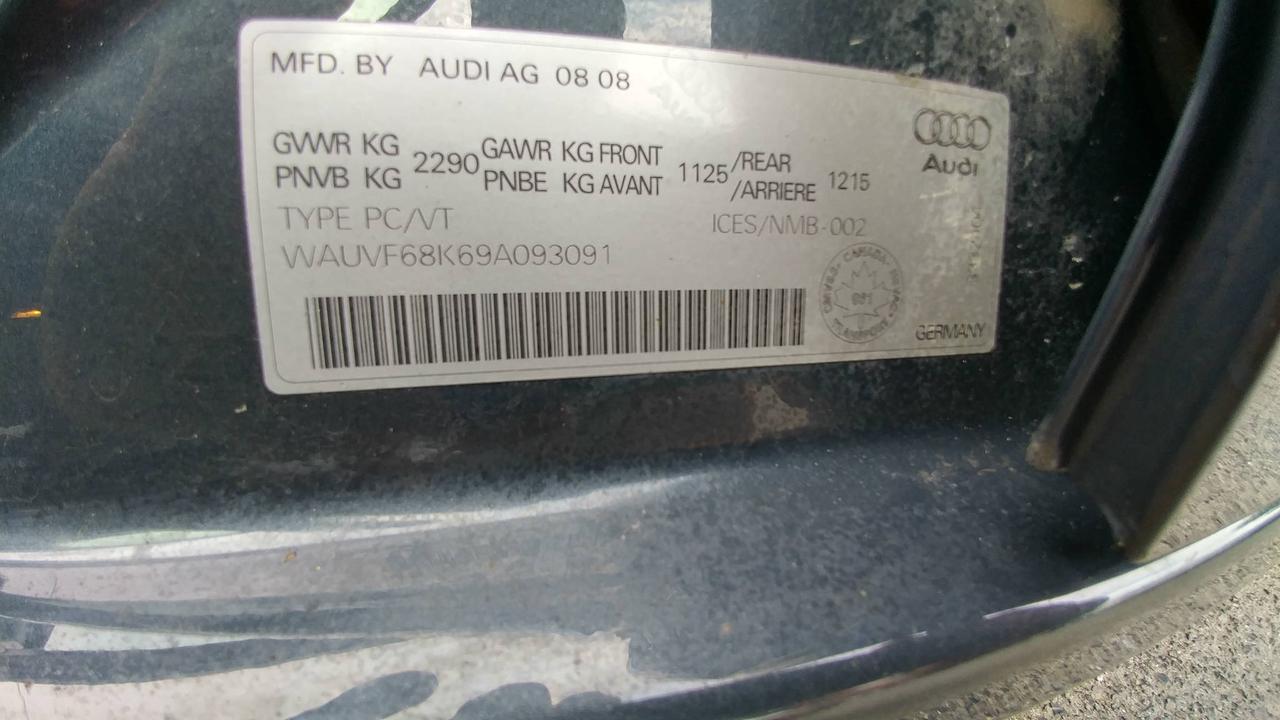 MFD. BY AUDI AG 08 08
Audi
GVWR KG 2290 GAWR KG FRONT 1125 /REAR 1215
PNVB KG PNBE KG AVANT /ARRIERE
TYPE PC/VT ICES/NMB-002
WAUVF68K69A093091
CANADA
GERMANY